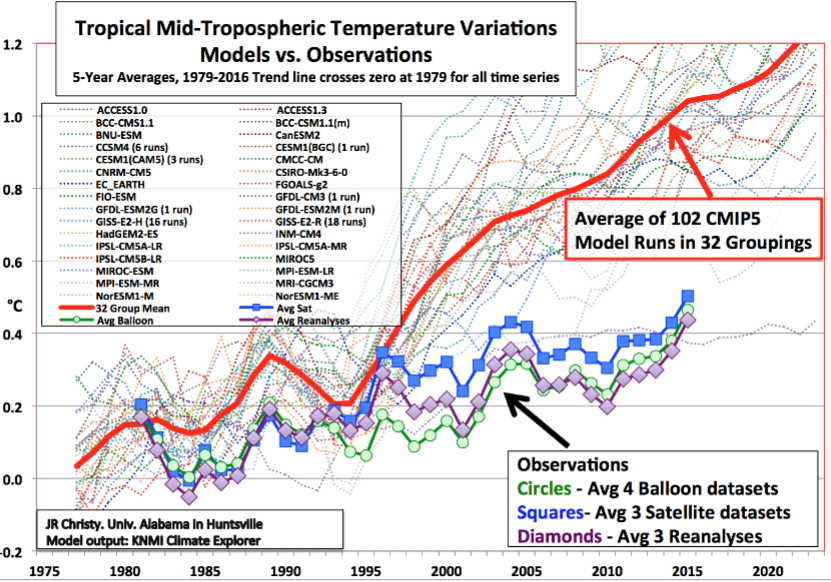 Tropical Mid-Tropospheric Temperature Variations
Models vs. Observations
5-Year Averages, 1979-2016 Trend line crosses zero at 1979 for all time series
1.2
1.0
0.8
0.6
°C
0.4
0.2
0.0
-0.2
ACCESS1.0 ACCESS1.3
BCC-CMS1.1 BCC-CSM1.1(m)
BNU-ESM CanESM2
CCSM4 (6 runs) CESM1(BGC) (1 run)
CESM1(CAM5) (3 runs) CMCC-CM
CNRM-CM5 CSIRO-Mk3-6-0
EC_EARTH FGOALS-g2
FIO-ESM GFDL-CM3 (1 run)
GFDL-ESM2G (1 run) GFDL-ESM2M (1 run)
GISS-E2-H (16 runs) GISS-E2-R (18 runs)
HadGEM2-ES INM-CM4
IPSL-CM5A-LR IPSL-CM5A-MR
IPSL-CM5B-LR MIROC5
MIROC-ESM MPI-ESM-LR
MPI-ESM-MR MRI-CGCM3
NorESM1-M NorESM1-ME
32 Group Mean Avg Sat
Avg Balloon Avg Reanalyses
Average of 102 CMIP5
Model Runs in 32 Groupings
Observations
Circles - Avg 4 Balloon datasets
Squares- Avg 3 Satellite datasets
Diamonds - Avg 3 Reanalyses
JR Christy. Univ. Alabama in Huntsville
Model output: KNMI Climate Explorer
1975 1980 1985 1990 1995 2000 2005 2010 2015 2020